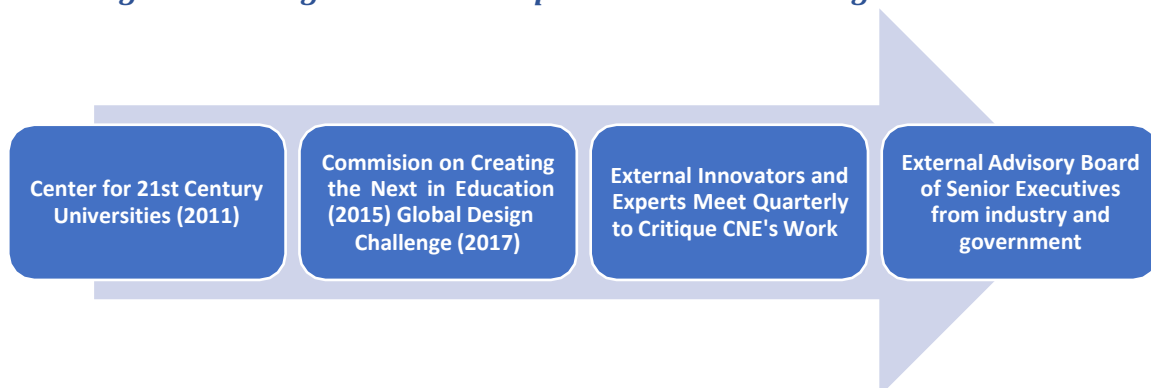 Center for 21st Century
Universities (2011)
Commision on Creating
the Next in Education
(2015) Global Design
Challenge (2017)
External Innovators and
Experts Meet Quarterly
to Critique CNE's Work
External Advisory Board
of Senior Executives
from industry and
government